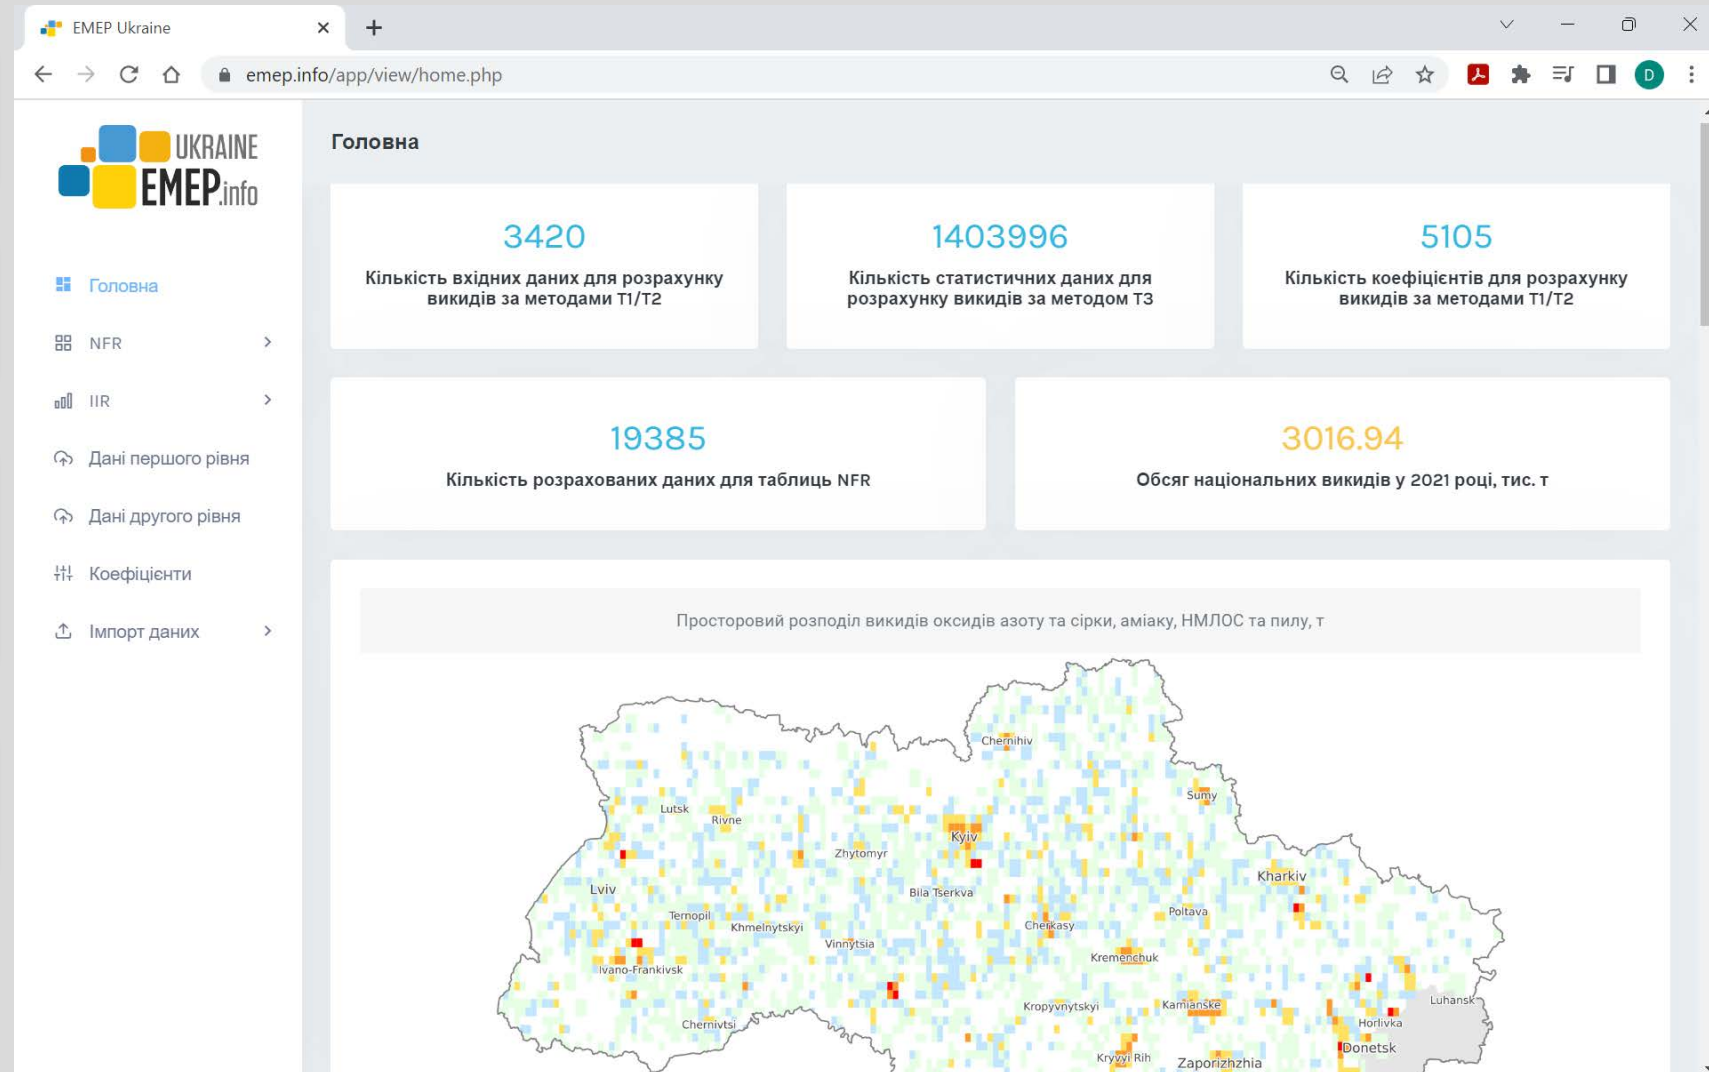 EMEP Ukraine
emep.info/app/view/home.php
D
UKRAINE
EMEP.info
Головна
NFR
IIR
Дані першого рівня
Дані другого рівня
Коефіцієнти
Імпорт даних
Головна
3420
Кількість вхідних даних для розрахунку
викидів за методами T1/T2
1403996
Кількість статистичних даних для
розрахунку викидів за методом T3
5105
Кількість коефіцієнтів для розрахунку
викидів за методами T1/T2
19385
Кількість розрахованих даних для таблиць NFR
3016.94
Обсяг національних викидів у 2021 році, тис. т
Просторовий розподіл викидів оксидів азоту та сірки, аміаку, НМЛОС та пилу, т
Chernihiv
Sumy
Lutsk
Rivne
Kyiv
Zhytomyr
Kharkiv
Lviv
Bila Tserkva
Ternopil
Poltava
Khmelnytskyi
Cherkasy
Vinnytsia
Kremenchuk
Ivano-Frankivsk
Luhansk
Kropyvnytskyi
Kamianske
Chernivtsi
Horlivka
Donetsk
Kryvyi Rih
Zaporizhzhia